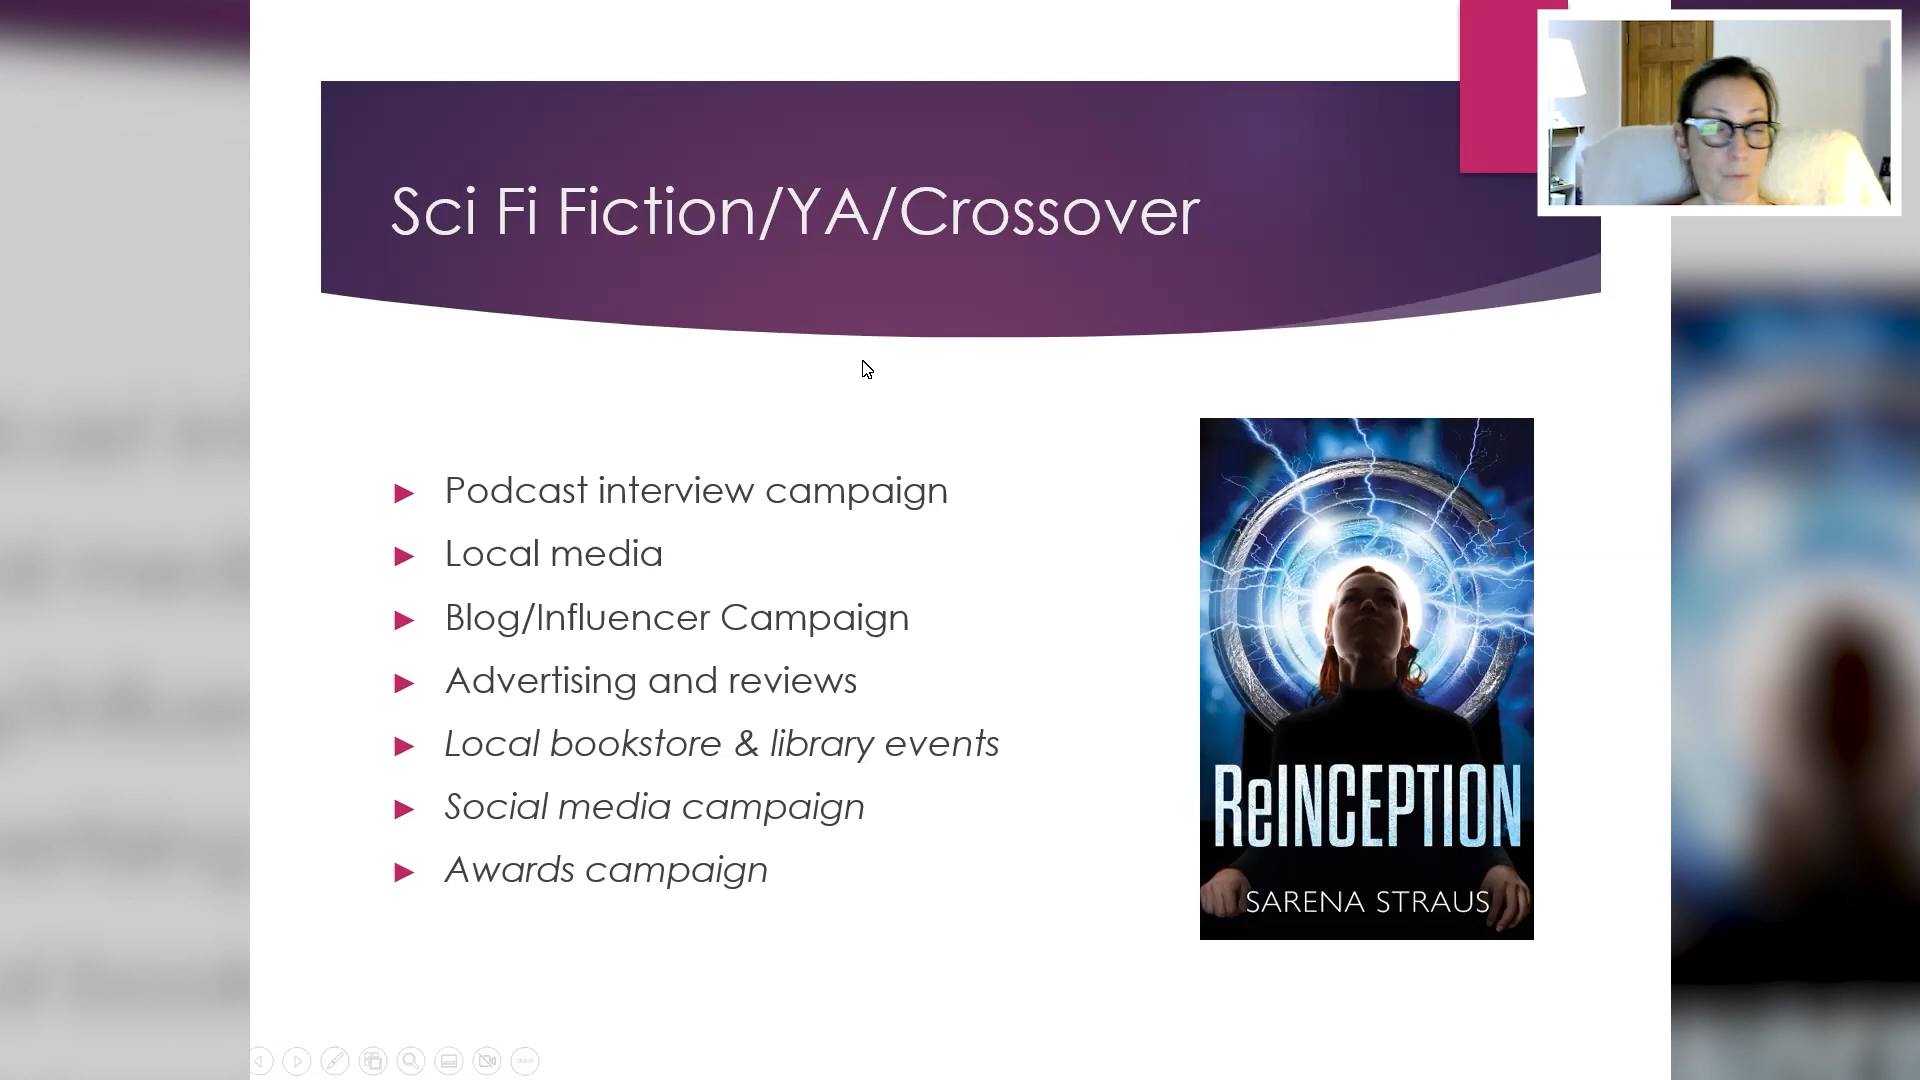 Sci Fi Fiction/YA/Crossover
Podcast interview campaign
Local media
Blog/Influencer Campaign
Advertising and reviews
Local bookstore & library events
Social media campaign
Awards campaign
ReINCEPTION
SARENA STRAUS